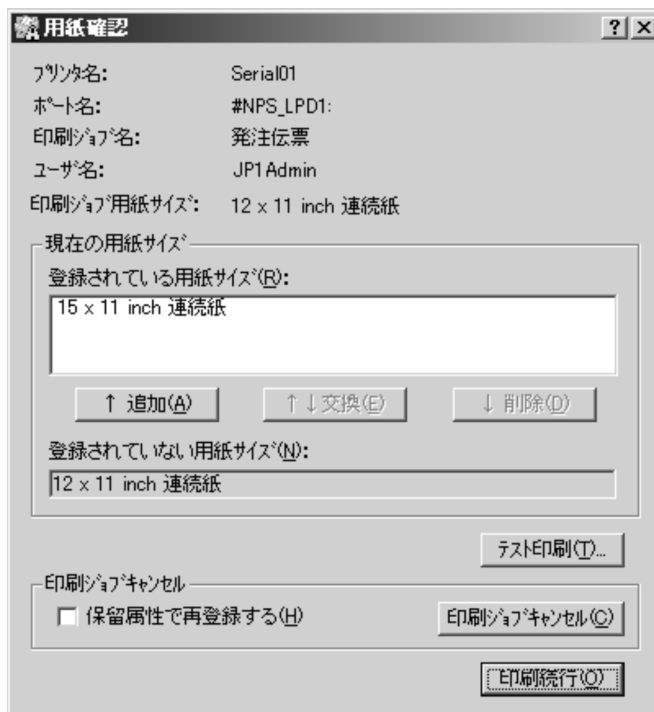 用紙確認
プリンタ名: Serial01
ポート名: #NPS_LPD1:
印刷ジョブ名: 発注伝票
ユーザ名: JP1Admin
印刷ジョブ用紙サイズ: 12 x 11 inch 連続紙
現在の用紙サイズ
登録されている用紙サイズ(R):
15 x 11 inch 連続紙
↑ 追加(A) ↑↓交換(E) ↓ 削除(D)
登録されていない用紙サイズ(N):
12 x 11 inch 連続紙
テスト印刷(T)...
印刷ジョブキャンセル
保留属性で再登録する(H) 印刷ジョブキャンセル(C)
印刷続行(O)